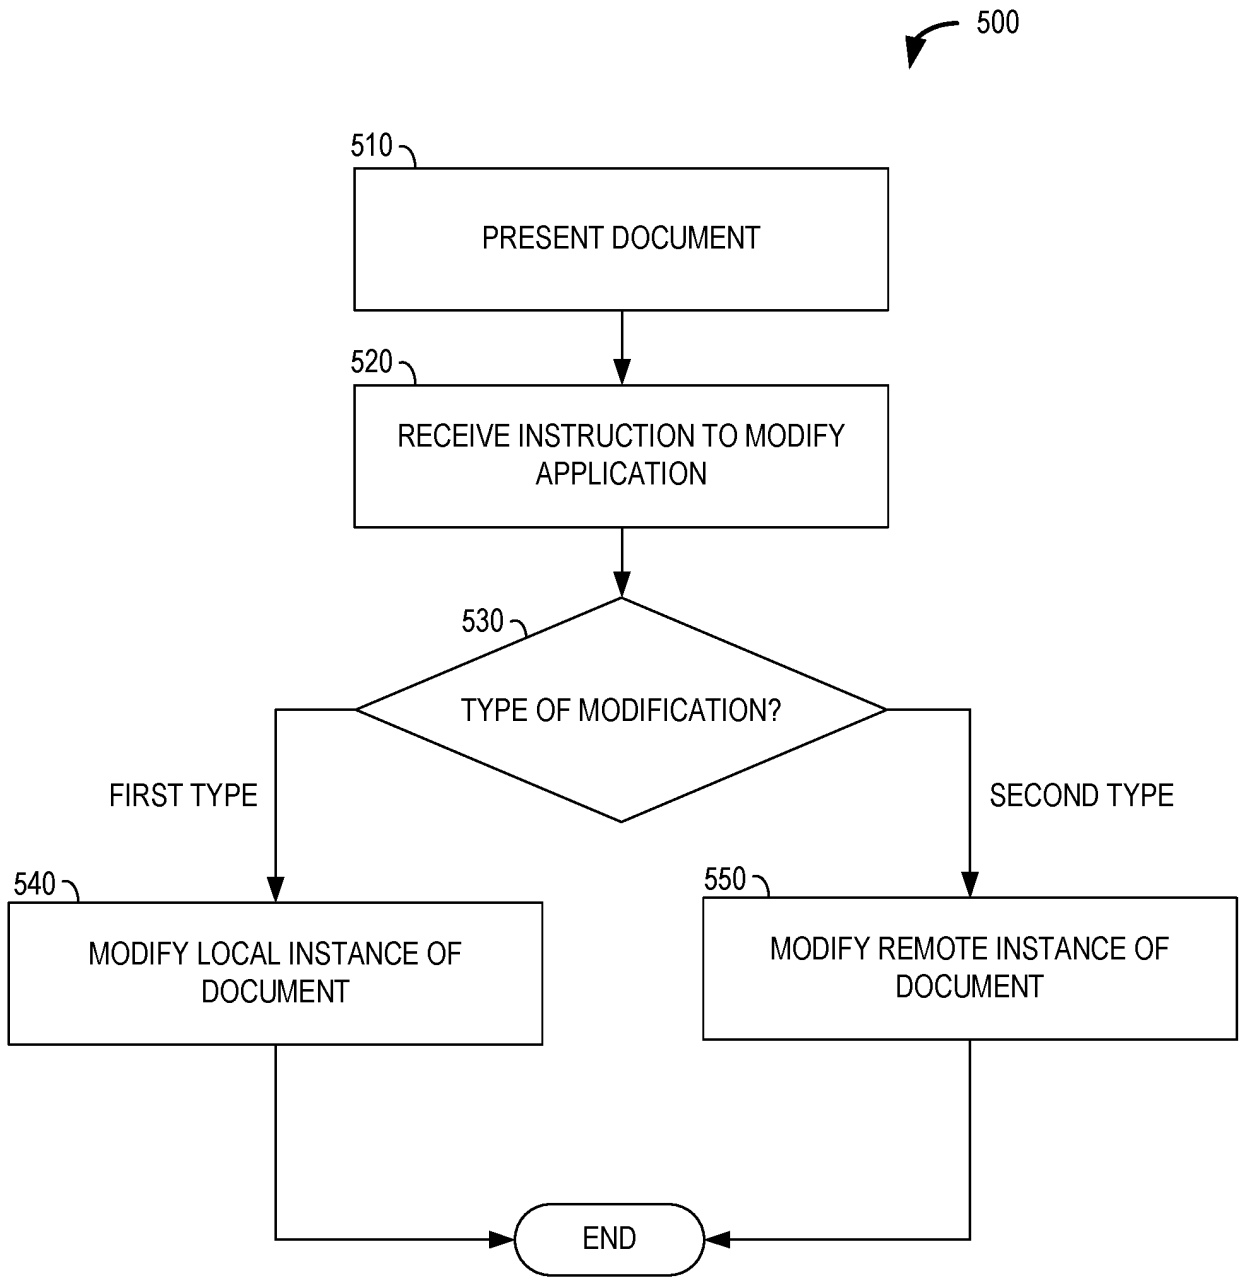 500
510
PRESENT DOCUMENT
520
RECEIVE INSTRUCTION TO MODIFY
APPLICATION
530
TYPE OF MODIFICATION?
FIRST TYPE
SECOND TYPE
540
MODIFY LOCAL INSTANCE OF
DOCUMENT
550
MODIFY REMOTE INSTANCE OF
DOCUMENT
END